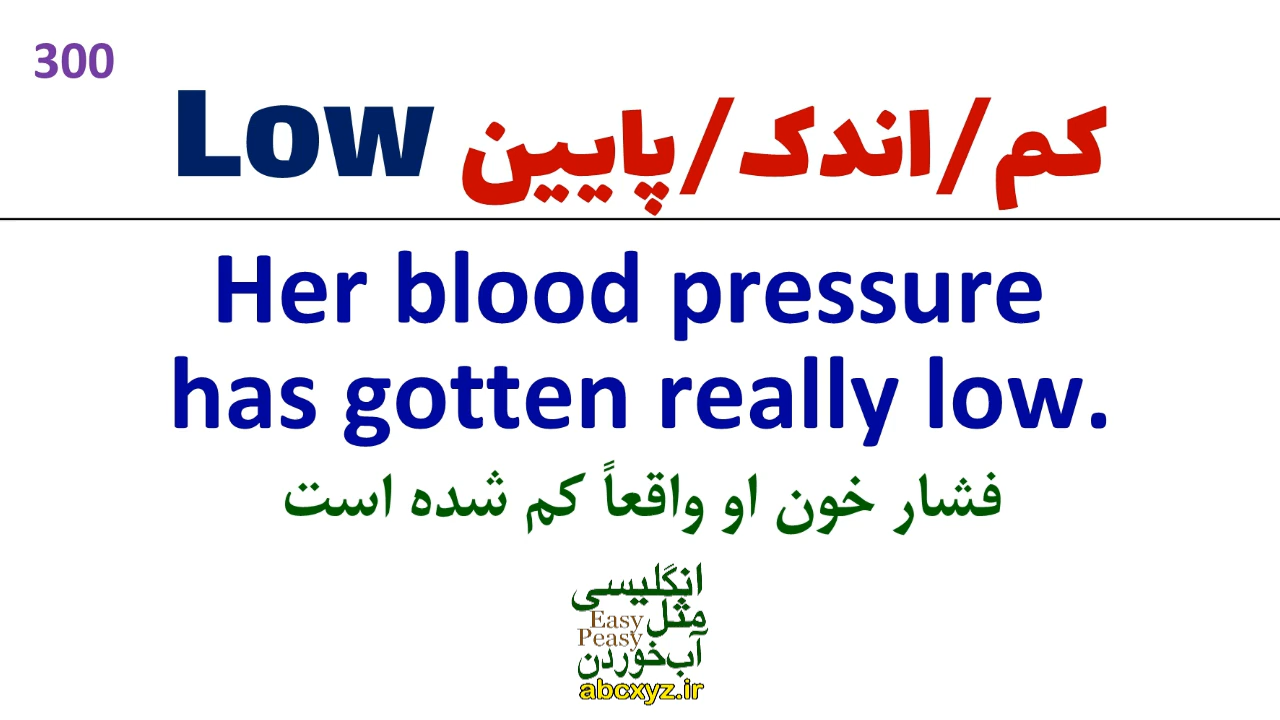 300
Low کم/اندک/پایین
Her blood pressure
has gotten really low.
فشار خون او واقعاً کم شده است
انگلیسی
مثل
Easy
Peasy
آب‌خوردن
abcxyz.ir